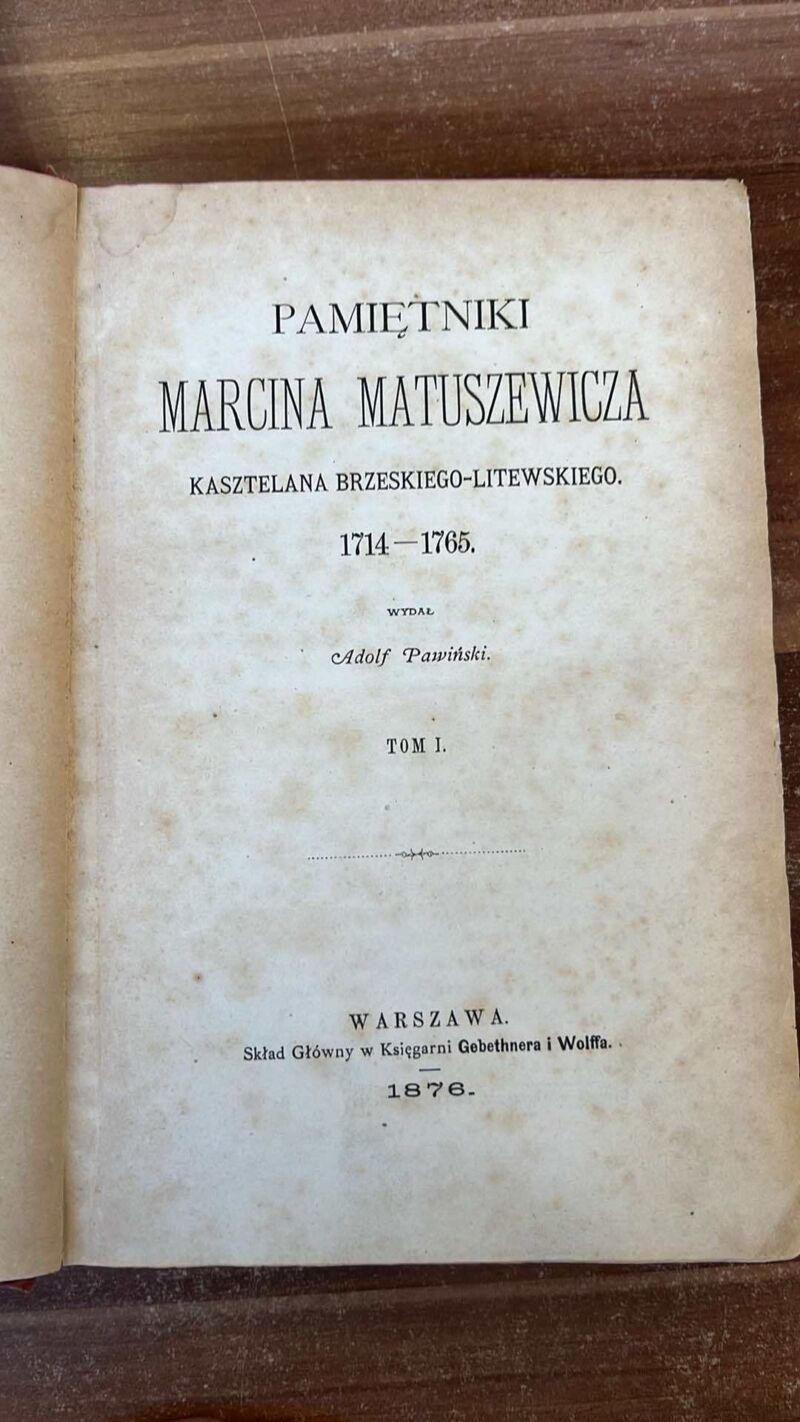 PAMIĘTNIKI
MARCINA MATUSZEWICZA
KASZTELANA BRZESKIEGO-LITEWSKIEGO.
1714—1765.
WYDAŁ
Adolf Pawiński.
TOM I.
WARSZAWA.
Skład Główny w Księgarni Gebethnera i Wolffa.
1876.